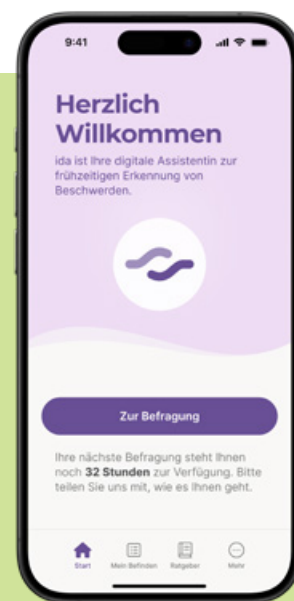 9:41
Herzlich
Willkommen
ida ist Ihre digitale Assistentin zur
frühzeitigen Erkennung von
Beschwerden.
Zur Befragung
Ihre nächste Befragung steht Ihnen
noch 32 Stunden zur Verfügung. Bitte
teilen Sie uns mit, wie es Ihnen geht.
Start Mein Befinden Ratgeber Mehr